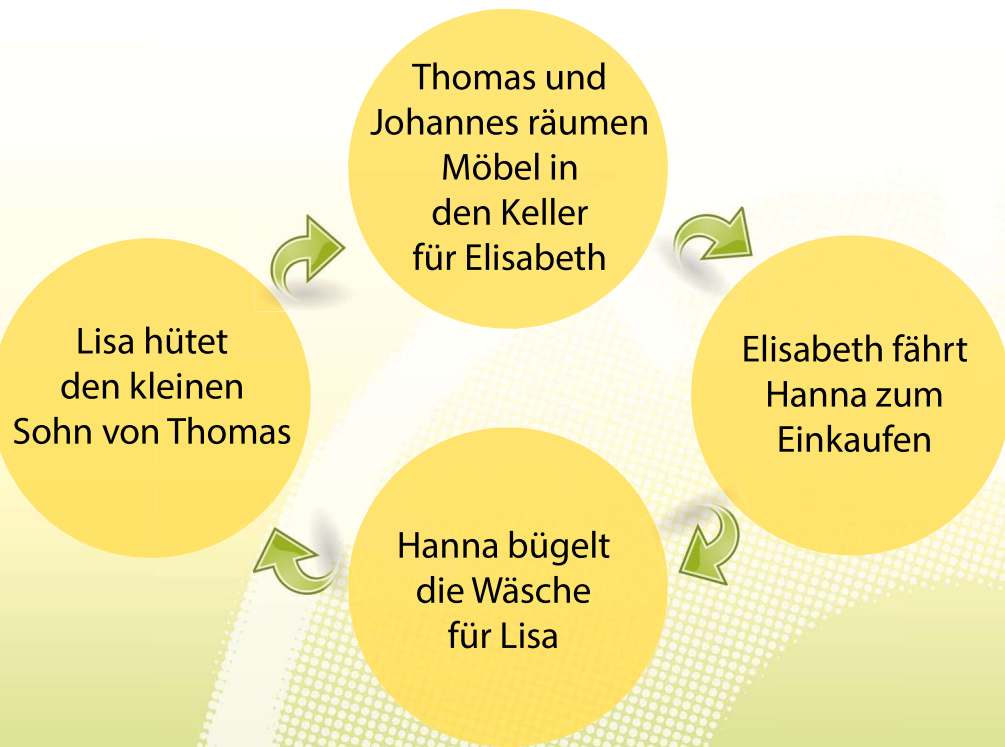 Thomas und
Johannes räumen
Möbel in
den Keller
für Elisabeth
Elisabeth fährt
Hanna zum
Einkaufen
Hanna bügelt
die Wäsche
für Lisa
Lisa hütet
den kleinen
Sohn von Thomas